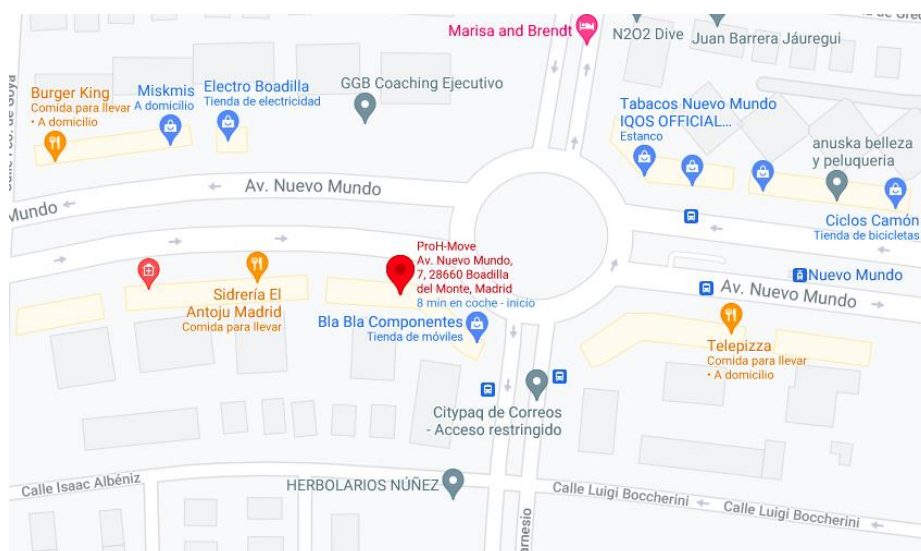 Marisa and Brendt
N2O2 Dive
Juan Barrera Jáuregui
Burger King
Comida para llevar
• A domicilio
Miskmis
A domicilio
Electro Boadilla
Tienda de electricidad
GGB Coaching Ejecutivo
Tabacos Nuevo Mundo
IQOS OFFICIAL...
Estanco
anuska belleza
y peluqueria
Ciclos Camón
Tienda de bicicletas
Av. Nuevo Mundo
Mundo
ProH-Move
Av. Nuevo Mundo,
7, 28660 Boadilla
del Monte, Madrid
8 min en coche - inicio
Sidrería El
Antoju Madrid
Comida para llevar
Bla Bla Componentes
Tienda de móviles
Nuevo Mundo
Av. Nuevo Mundo
Telepizza
Comida para llevar
• A domicilio
Citypaq de Correos
- Acceso restringido
Calle Isaac Albéniz
HERBOLARIOS NÚÑEZ
Calle Luigi Boccherini
Calle Luigi Boccherini